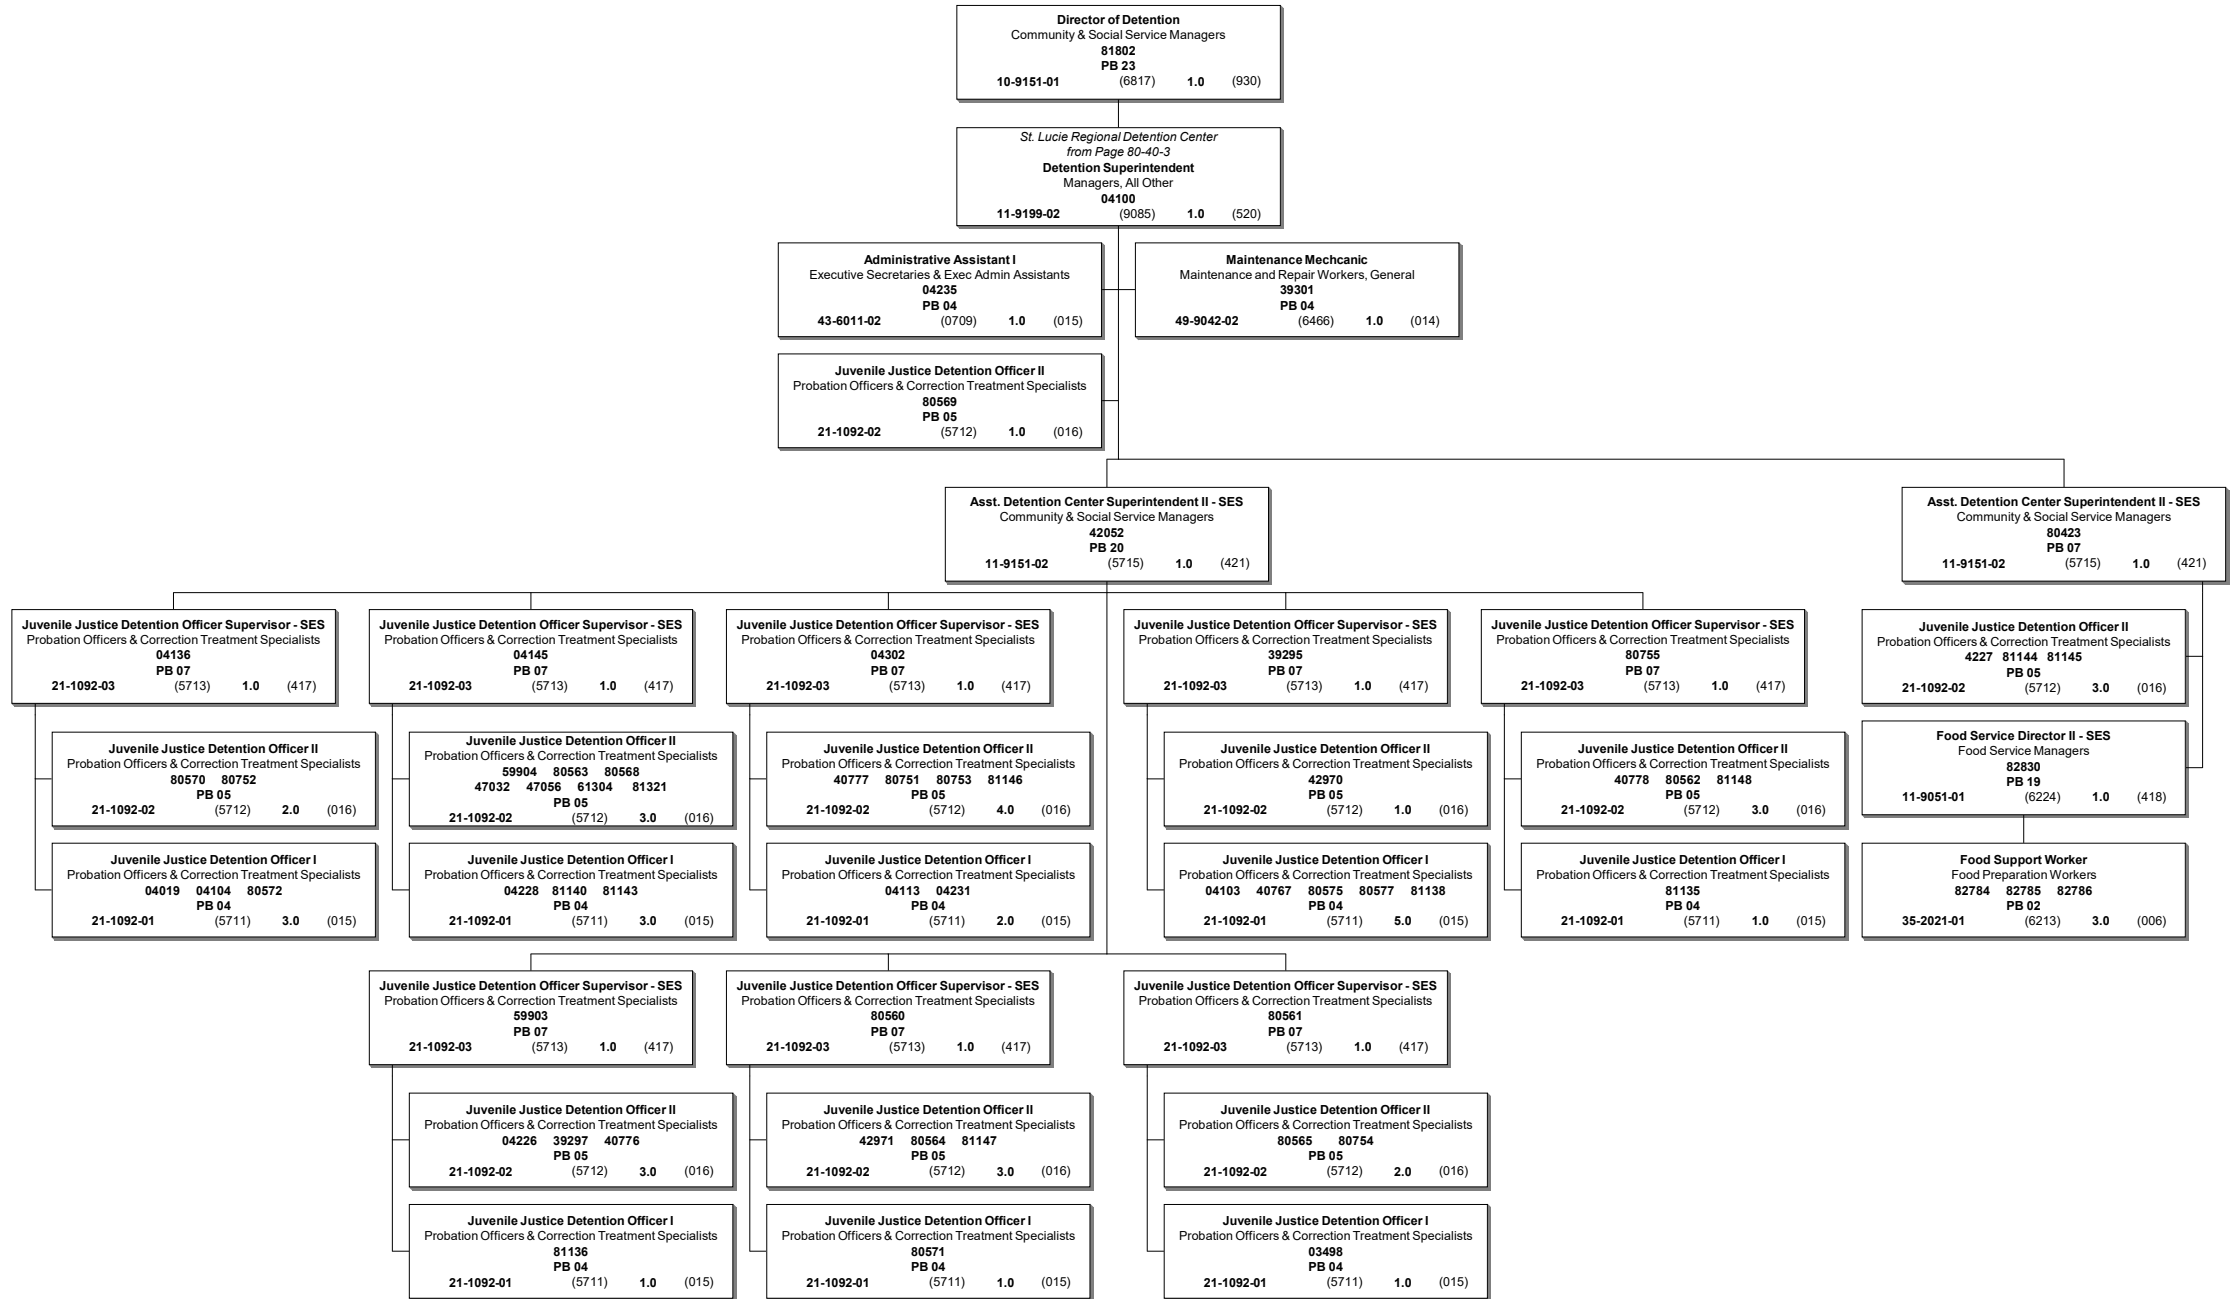 Director of Detention
Community & Social Service Managers
81802
PB 23
10-9151-01 (6817) 1.0 (930)
St. Lucie Regional Detention Center
from Page 80-40-3
Detention Superintendent
Managers, All Other
04100
11-9199-02 (9085) 1.0 (520)
Administrative Assistant I
Executive Secretaries & Exec Admin Assistants
04235
PB 04
43-6011-02 (0709) 1.0 (015)
Maintenance Mechcanic
Maintenance and Repair Workers, General
39301
PB 04
49-9042-02 (6466) 1.0 (014)
Juvenile Justice Detention Officer II
Probation Officers & Correction Treatment Specialists
80569
PB 05
21-1092-02 (5712) 1.0 (016)
Asst. Detention Center Superintendent II - SES
Community & Social Service Managers
42052
PB 20
11-9151-02 (5715) 1.0 (421)
Asst. Detention Center Superintendent II - SES
Community & Social Service Managers
80423
PB 07
11-9151-02 (5715) 1.0 (421)
Juvenile Justice Detention Officer Supervisor - SES
Probation Officers & Correction Treatment Specialists
04136
PB 07
21-1092-03 (5713) 1.0 (417)
Juvenile Justice Detention Officer Supervisor - SES
Probation Officers & Correction Treatment Specialists
04145
PB 07
21-1092-03 (5713) 1.0 (417)
Juvenile Justice Detention Officer Supervisor - SES
Probation Officers & Correction Treatment Specialists
04302
PB 07
21-1092-03 (5713) 1.0 (417)
Juvenile Justice Detention Officer Supervisor - SES
Probation Officers & Correction Treatment Specialists
39295
PB 07
21-1092-03 (5713) 1.0 (417)
Juvenile Justice Detention Officer Supervisor - SES
Probation Officers & Correction Treatment Specialists
80755
PB 07
21-1092-03 (5713) 1.0 (417)
Juvenile Justice Detention Officer II
Probation Officers & Correction Treatment Specialists
4227 81144 81145
PB 05
21-1092-02 (5712) 3.0 (016)
Juvenile Justice Detention Officer II
Probation Officers & Correction Treatment Specialists
80570 80752
PB 05
21-1092-02 (5712) 2.0 (016)
Juvenile Justice Detention Officer II
Probation Officers & Correction Treatment Specialists
59904 80563 80568
47032 47056 61304 81321
PB 05
21-1092-02 (5712) 3.0 (016)
Juvenile Justice Detention Officer II
Probation Officers & Correction Treatment Specialists
40777 80751 80753 81146
PB 05
21-1092-02 (5712) 4.0 (016)
Juvenile Justice Detention Officer II
Probation Officers & Correction Treatment Specialists
42970
PB 05
21-1092-02 (5712) 1.0 (016)
Juvenile Justice Detention Officer II
Probation Officers & Correction Treatment Specialists
40778 80562 81148
PB 05
21-1092-02 (5712) 3.0 (016)
Food Service Director II - SES
Food Service Managers
82830
PB 19
11-9051-01 (6224) 1.0 (418)
Juvenile Justice Detention Officer I
Probation Officers & Correction Treatment Specialists
04019 04104 80572
PB 04
21-1092-01 (5711) 3.0 (015)
Juvenile Justice Detention Officer I
Probation Officers & Correction Treatment Specialists
04228 81140 81143
PB 04
21-1092-01 (5711) 3.0 (015)
Juvenile Justice Detention Officer I
Probation Officers & Correction Treatment Specialists
04113 04231
PB 04
21-1092-01 (5711) 2.0 (015)
Juvenile Justice Detention Officer I
Probation Officers & Correction Treatment Specialists
04103 40767 80575 80577 81138
PB 04
21-1092-01 (5711) 5.0 (015)
Juvenile Justice Detention Officer I
Probation Officers & Correction Treatment Specialists
81135
PB 04
21-1092-01 (5711) 1.0 (015)
Food Support Worker
Food Preparation Workers
82784 82785 82786
PB 02
35-2021-01 (6213) 3.0 (006)
Juvenile Justice Detention Officer Supervisor - SES
Probation Officers & Correction Treatment Specialists
59903
PB 07
21-1092-03 (5713) 1.0 (417)
Juvenile Justice Detention Officer Supervisor - SES
Probation Officers & Correction Treatment Specialists
80560
PB 07
21-1092-03 (5713) 1.0 (417)
Juvenile Justice Detention Officer Supervisor - SES
Probation Officers & Correction Treatment Specialists
80561
PB 07
21-1092-03 (5713) 1.0 (417)
Juvenile Justice Detention Officer II
Probation Officers & Correction Treatment Specialists
04226 39297 40776
PB 05
21-1092-02 (5712) 3.0 (016)
Juvenile Justice Detention Officer II
Probation Officers & Correction Treatment Specialists
42971 80564 81147
PB 05
21-1092-02 (5712) 3.0 (016)
Juvenile Justice Detention Officer II
Probation Officers & Correction Treatment Specialists
80565 80754
PB 05
21-1092-02 (5712) 2.0 (016)
Juvenile Justice Detention Officer I
Probation Officers & Correction Treatment Specialists
81136
PB 04
21-1092-01 (5711) 1.0 (015)
Juvenile Justice Detention Officer I
Probation Officers & Correction Treatment Specialists
80571
PB 04
21-1092-01 (5711) 1.0 (015)
Juvenile Justice Detention Officer I
Probation Officers & Correction Treatment Specialists
03498
PB 04
21-1092-01 (5711) 1.0 (015)